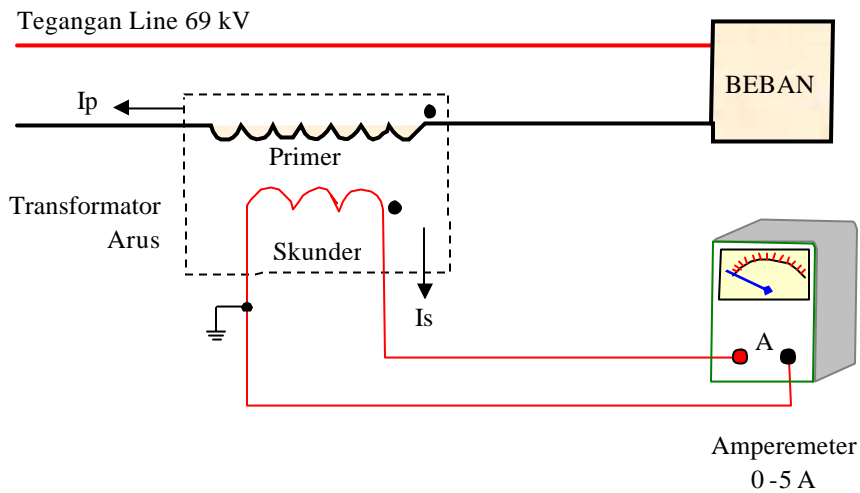 Tegangan Line 69 kV
BEBAN
Ip
Primer
Transformator
Arus
Skunder
Is
A
Amperemeter
0-5 A